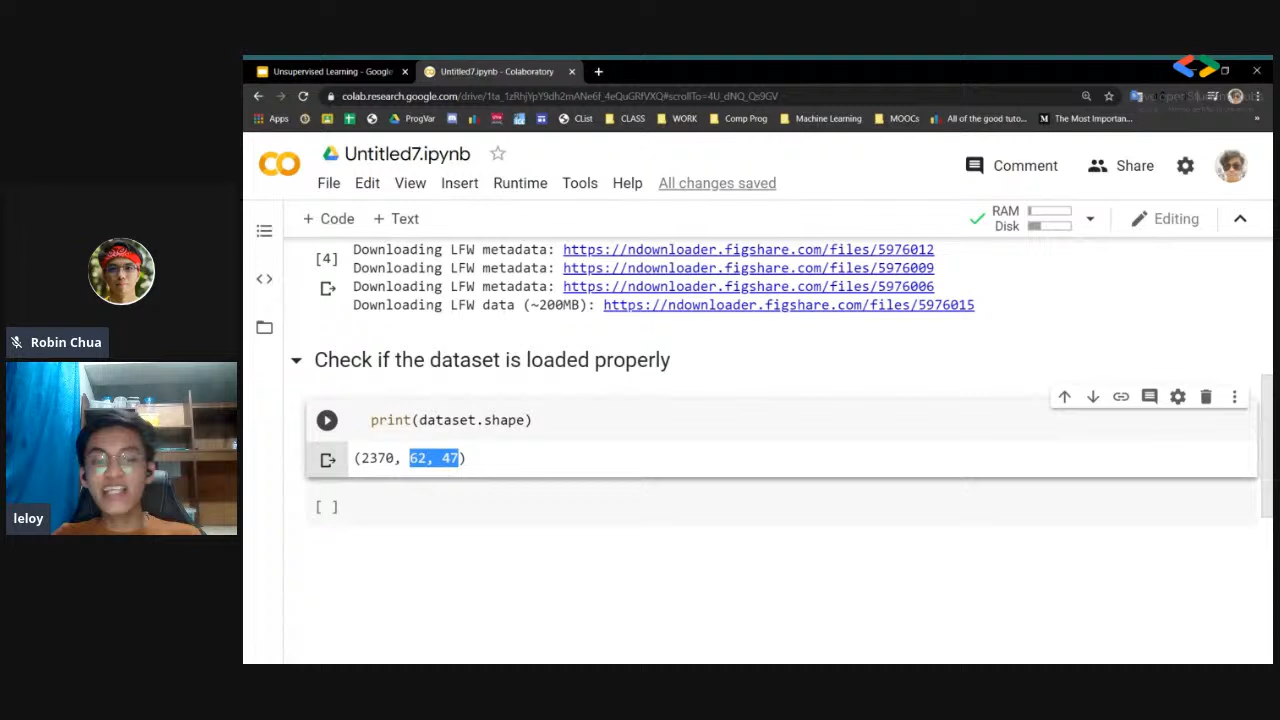 Unsupervised Learning - Google
Untitled7.ipynb - Colaboratory
colab.research.google.com/drive/1ta_1zRhjYpY9dh2mANe6f_4eQuGRfVXQ#scrollTo=4U_dNQ_Qs9GV
Apps
ProgVar
CList
CLASS
WORK
Comp Prog
Machine Learning
MOOCs
All of the good tuto...
The Most Importan...
»
Untitled7.ipynb
Comment
Share
File Edit View Insert Runtime Tools Help All changes saved
+ Code + Text
RAM
Disk
Editing
[4]
Downloading LFW metadata: https://ndownloader.figshare.com/files/5976012
Downloading LFW metadata: https://ndownloader.figshare.com/files/5976009
Downloading LFW metadata: https://ndownloader.figshare.com/files/5976006
Downloading LFW data (~200MB): https://ndownloader.figshare.com/files/5976015
Check if the dataset is loaded properly
print(dataset.shape)
(2370, 62, 47)
[ ]
Robin Chua
leloy